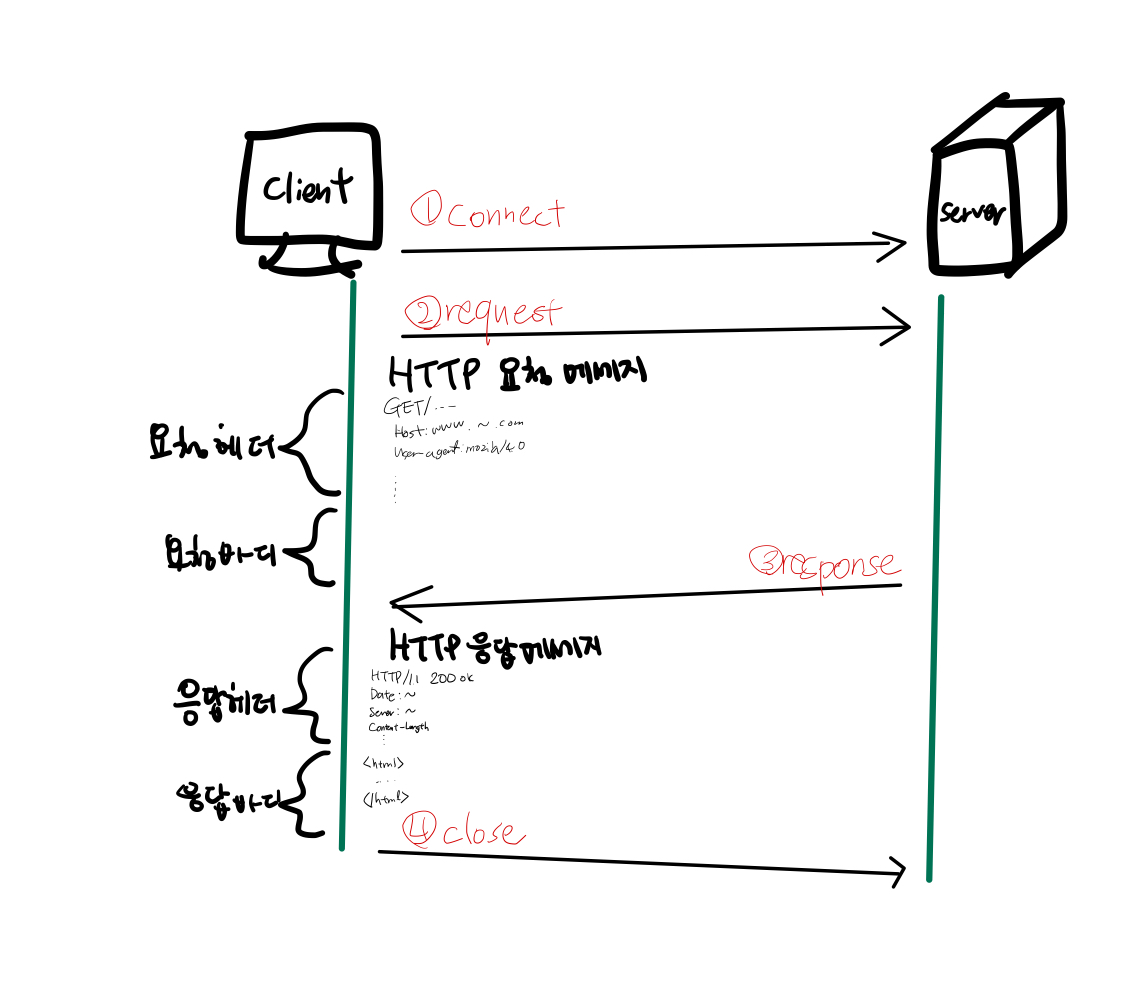 Client
Server
①connect
②request
HTTP 요청 메세지
GET/...
Host:www.~.com
User-agent:mozilla/4.0
요청헤더
요청바디
③response
HTTP 응답메세지
HTTP/1.1 200 ok
Date:~
Server:~
Content-Length
응답헤더
<html>
....
</html>
응답바디
④close